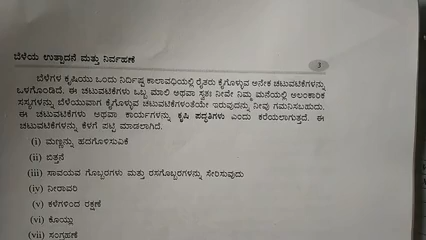 ಬೆಳೆಯ ಉತ್ಪಾದನೆ ಮತ್ತು ನಿರ್ವಹಣೆ
3
ಬೆಳೆಗಳ ಕೃಷಿಯು ಒಂದು ನಿರ್ದಿಷ್ಟ ಕಾಲಾವಧಿಯಲ್ಲಿ ರೈತರು ಕೈಗೊಳ್ಳುವ ಅನೇಕ ಚಟುವಟಿಕೆಗಳನ್ನು
ಒಳಗೊಂಡಿದೆ. ಈ ಚಟುವಟಿಕೆಗಳು ಒಬ್ಬ ಮಾಲಿ ಅಥವಾ ಸ್ವತಃ ನೀವೇ ನಿಮ್ಮ ಮನೆಯಲ್ಲಿ ಅಲಂಕಾರಿಕ
ಸಸ್ಯಗಳನ್ನು ಬೆಳೆಯುವಾಗ ಕೈಗೊಳ್ಳುವ ಚಟುವಟಿಕೆಗಳಂತೆಯೇ ಇರುವುದನ್ನು ನೀವು ಗಮನಿಸಬಹುದು.
ಈ ಚಟುವಟಿಕೆಗಳು ಅಥವಾ ಕಾರ್ಯಗಳನ್ನು ಕೃಷಿ ಪದ್ಧತಿಗಳು ಎಂದು ಕರೆಯಲಾಗುತ್ತದೆ. ಈ
ಚಟುವಟಿಕೆಗಳನ್ನು ಕೆಳಗೆ ಪಟ್ಟಿ ಮಾಡಲಾಗಿದೆ.
(i) ಮಣ್ಣನ್ನು ಹದಗೊಳಿಸುವಿಕೆ
(ii) ಬಿತ್ತನೆ
(iii) ಸಾವಯವ ಗೊಬ್ಬರಗಳು ಮತ್ತು ರಸಗೊಬ್ಬರಗಳನ್ನು ಸೇರಿಸುವುದು
(iv) ನೀರಾವರಿ
(v) ಕಳೆಗಳಿಂದ ರಕ್ಷಣೆ
(vi) ಕೊಯ್ಲು
(vii) ಸಂಗ್ರಹಣೆ